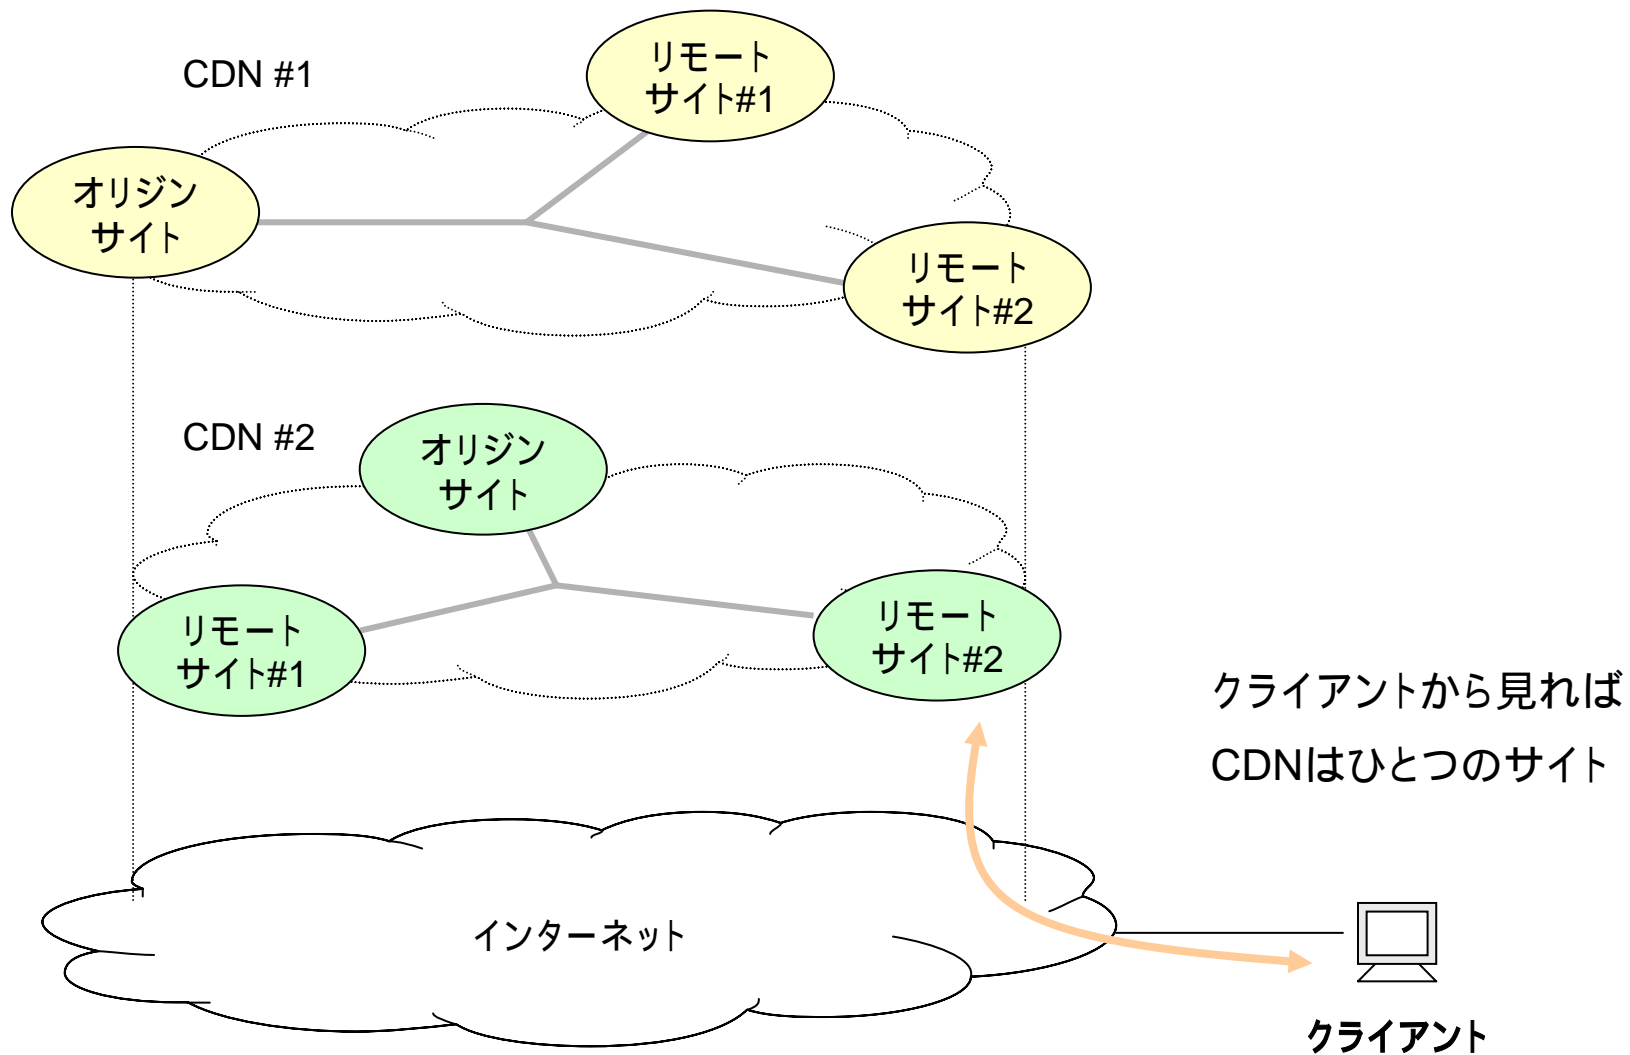 CDN #1
リモート
サイト#1
オリジン
サイト
リモート
サイト#2
CDN #2
オリジン
サイト
リモート
サイト#1
リモート
サイト#2
クライアントから見れば
CDNはひとつのサイト
インターネット
クライアント